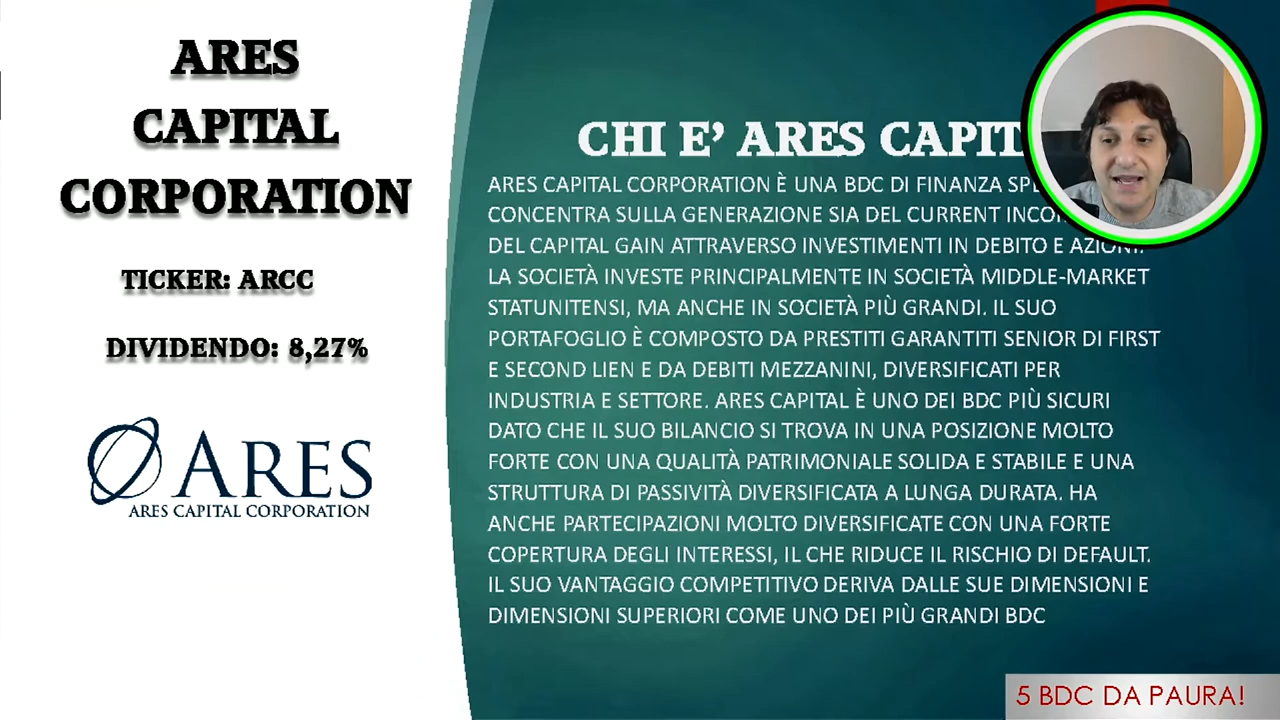 ARES
CAPITAL
CORPORATION
TICKER: ARCC
DIVIDENDO: 8,27%
ARES
ARES CAPITAL CORPORATION
CHI E’ ARES
ARES CAPITAL CORPORATION È UNA BDC DI FINANZA
CONCENTRA SULLA GENERAZIONE SIA DEL CURRENT
DEL CAPITAL GAIN ATTRAVERSO INVESTIMENTI IN DEBITO E AZIONI.
LA SOCIETÀ INVESTE PRINCIPALMENTE IN SOCIETÀ MIDDLE-MARKET
STATUNITENSI, MA ANCHE IN SOCIETÀ PIÙ GRANDI. IL SUO
PORTAFOGLIO È COMPOSTO DA PRESTITI GARANTITI SENIOR DI FIRST
E SECOND LIEN E DA DEBITI MEZZANINI, DIVERSIFICATI PER
INDUSTRIA E SETTORE. ARES CAPITAL È UNO DEI BDC PIÙ SICURI
DATO CHE IL SUO BILANCIO SI TROVA IN UNA POSIZIONE MOLTO
FORTE CON UNA QUALITÀ PATRIMONIALE SOLIDA E STABILE E UNA
STRUTTURA DI PASSIVITÀ DIVERSIFICATA A LUNGA DURATA. HA
ANCHE PARTECIPAZIONI MOLTO DIVERSIFICATE CON UNA FORTE
COPERTURA DEGLI INTERESSI, IL CHE RIDUCE IL RISCHIO DI DEFAULT.
IL SUO VANTAGGIO COMPETITIVO DERIVA DALLE SUE DIMENSIONI E
DIMENSIONI SUPERIORI COME UNO DEI PIÙ GRANDI BDC
5 BDC DA PAURA!